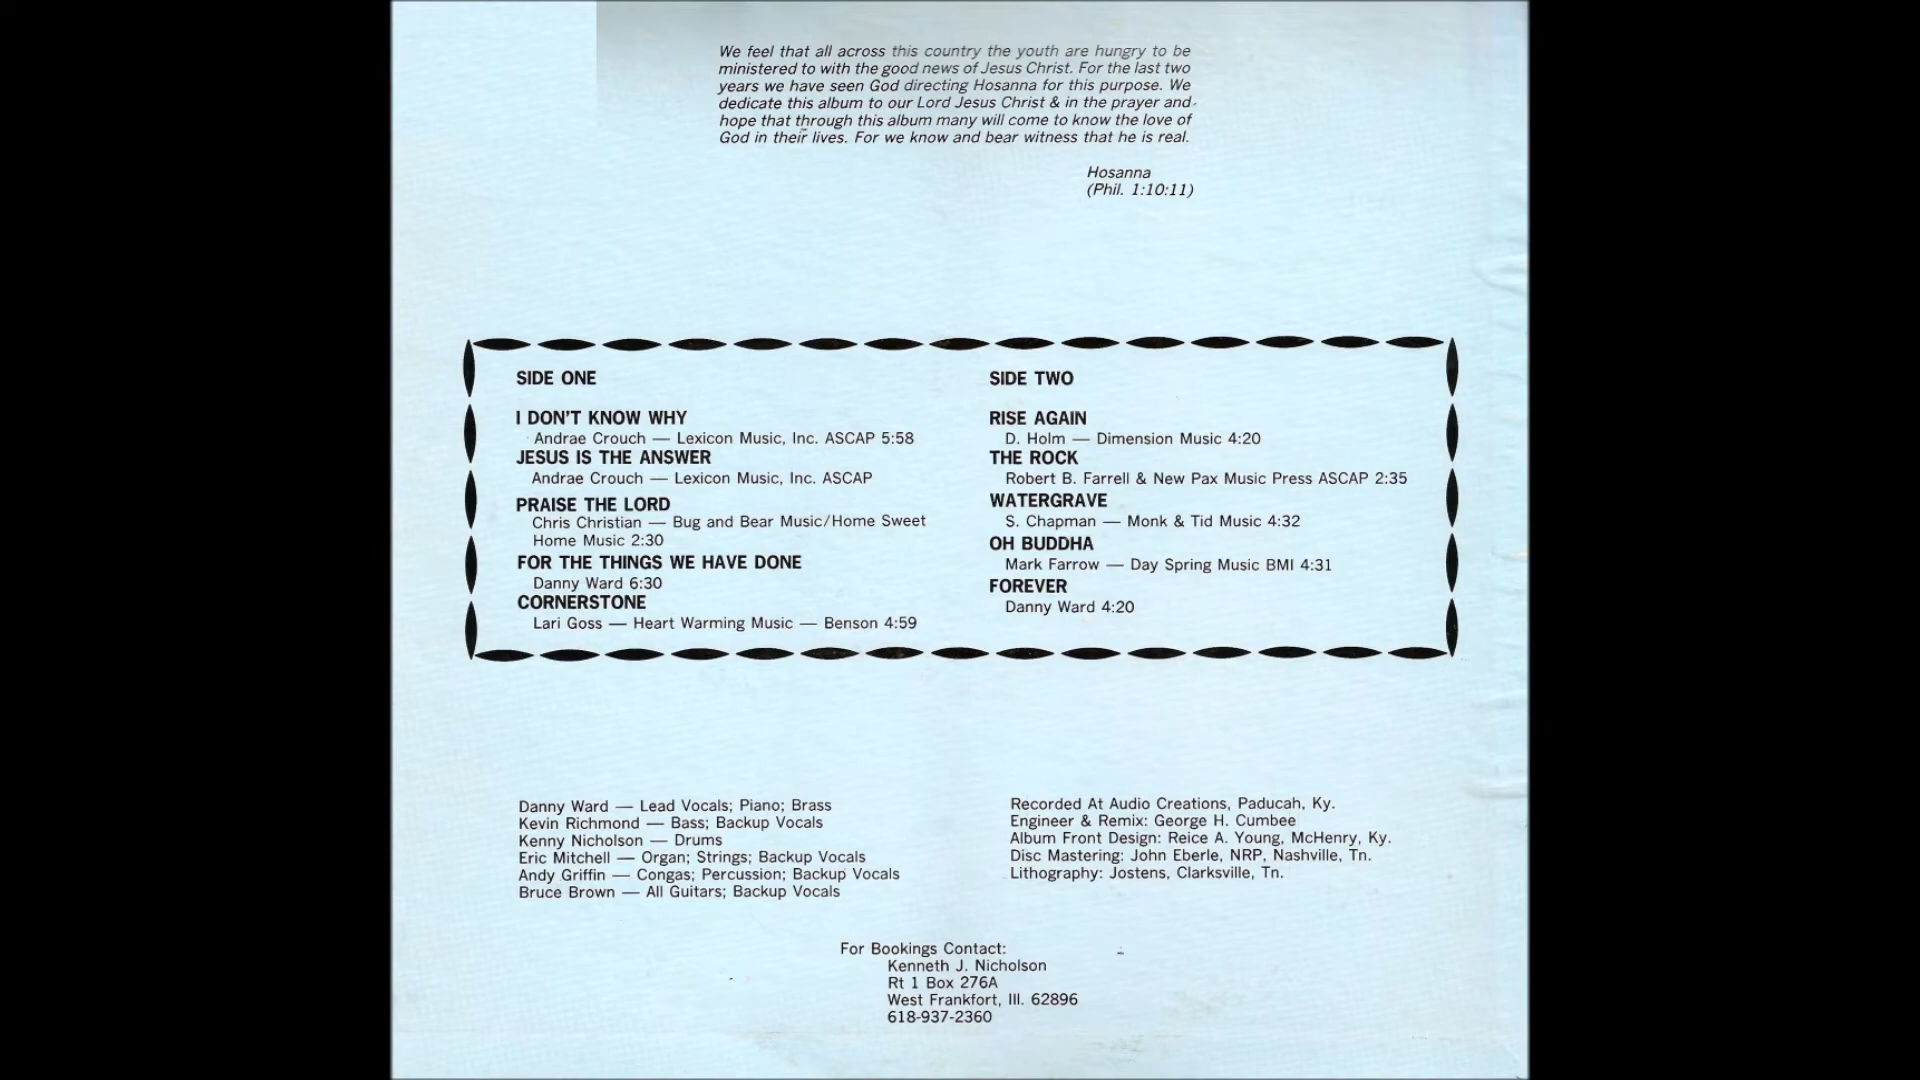 We feel that all across this country the youth are hungry to be
ministered to with the good news of Jesus Christ. For the last two
years we have seen God directing Hosanna for this purpose. We
dedicate this album to our Lord Jesus Christ & in the prayer and
hope that through this album many will come to know the love of
God in their lives. For we know and bear witness that he is real.
Hosanna
(Phil. 1:10:11)
SIDE ONE
I DON'T KNOW WHY
Andrae Crouch — Lexicon Music, Inc. ASCAP 5:58
JESUS IS THE ANSWER
Andrae Crouch — Lexicon Music, Inc. ASCAP
PRAISE THE LORD
Chris Christian — Bug and Bear Music/Home Sweet
Home Music 2:30
FOR THE THINGS WE HAVE DONE
Danny Ward 6:30
CORNERSTONE
Lari Goss — Heart Warming Music — Benson 4:59
SIDE TWO
RISE AGAIN
D. Holm — Dimension Music 4:20
THE ROCK
Robert B. Farrell & New Pax Music Press ASCAP 2:35
WATERGRAVE
S. Chapman — Monk & Tid Music 4:32
OH BUDDHA
Mark Farrow — Day Spring Music BMI 4:31
FOREVER
Danny Ward 4:20
Danny Ward — Lead Vocals; Piano; Brass
Kevin Richmond — Bass; Backup Vocals
Kenny Nicholson — Drums
Eric Mitchell — Organ; Strings; Backup Vocals
Andy Griffin — Congas; Percussion; Backup Vocals
Bruce Brown — All Guitars; Backup Vocals
Recorded At Audio Creations, Paducah, Ky.
Engineer & Remix: George H. Cumbee
Album Front Design: Reice A. Young, McHenry, Ky.
Disc Mastering: John Eberle, NRP, Nashville, Tn.
Lithography: Jostens, Clarksville, Tn.
For Bookings Contact:
Kenneth J. Nicholson
Rt 1 Box 276A
West Frankfort, Ill. 62896
618-937-2360